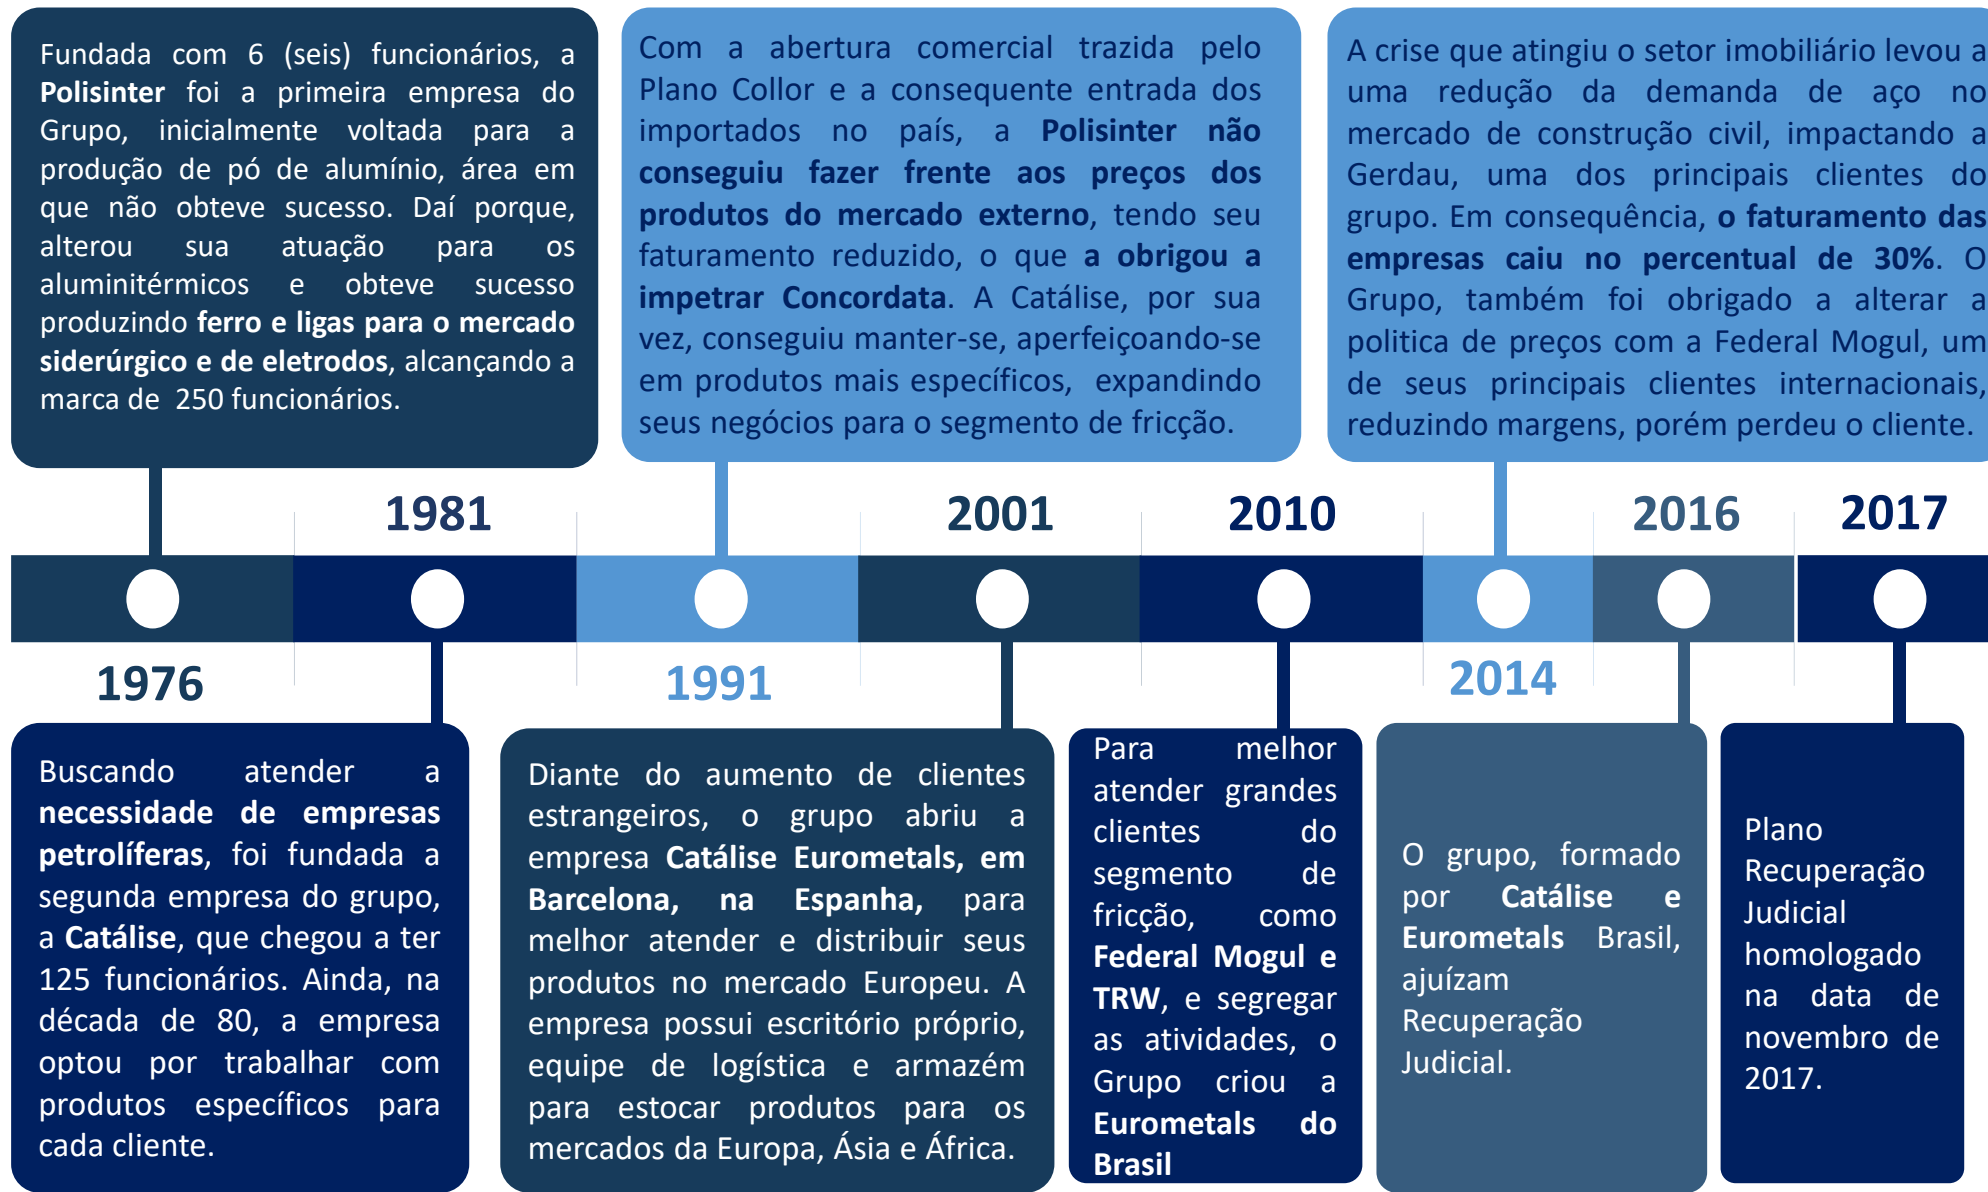 Fundada com 6 (seis) funcionários, a
Polisinter foi a primeira empresa do
Grupo, inicialmente voltada para a
produção de pó de alumínio, área em
que não obteve sucesso. Daí porque,
alterou sua atuação para os
aluminitérmicos e obteve sucesso
produzindo ferro e ligas para o mercado
siderúrgico e de eletrodos, alcançando a
marca de 250 funcionários.
Com a abertura comercial trazida pelo
Plano Collor e a consequente entrada dos
importados no país, a Polisinter não
conseguiu fazer frente aos preços dos
produtos do mercado externo, tendo seu
faturamento reduzido, o que a obrigou a
impetrar Concordata. A Catálise, por sua
vez, conseguiu manter-se, aperfeiçoando-se
em produtos mais específicos, expandindo
seus negócios para o segmento de fricção.
A crise que atingiu o setor imobiliário levou a
uma redução da demanda de aço no
mercado de construção civil, impactando a
Gerdau, uma dos principais clientes do
grupo. Em consequência, o faturamento das
empresas caiu no percentual de 30%. O
Grupo, também foi obrigado a alterar a
politica de preços com a Federal Mogul, um
de seus principais clientes internacionais,
reduzindo margens, porém perdeu o cliente.
1981
2001
2010
2016
2017
1976
1991
2014
Buscando atender a
necessidade de empresas
petrolíferas, foi fundada a
segunda empresa do grupo,
a Catálise, que chegou a ter
125 funcionários. Ainda, na
década de 80, a empresa
optou por trabalhar com
produtos específicos para
cada cliente.
Diante do aumento de clientes
estrangeiros, o grupo abriu a
empresa Catálise Eurometals, em
Barcelona, na Espanha, para
melhor atender e distribuir seus
produtos no mercado Europeu. A
empresa possui escritório próprio,
equipe de logística e armazém
para estocar produtos para os
mercados da Europa, Ásia e África.
Para melhor
atender grandes
clientes do
segmento de
fricção, como
Federal Mogul e
TRW, e segregar
as atividades, o
Grupo criou a
Eurometals do
Brasil
O grupo, formado
por Catálise e
Eurometals Brasil,
ajuízam
Recuperação
Judicial.
Plano
Recuperação
Judicial
homologado
na data de
novembro de
2017.